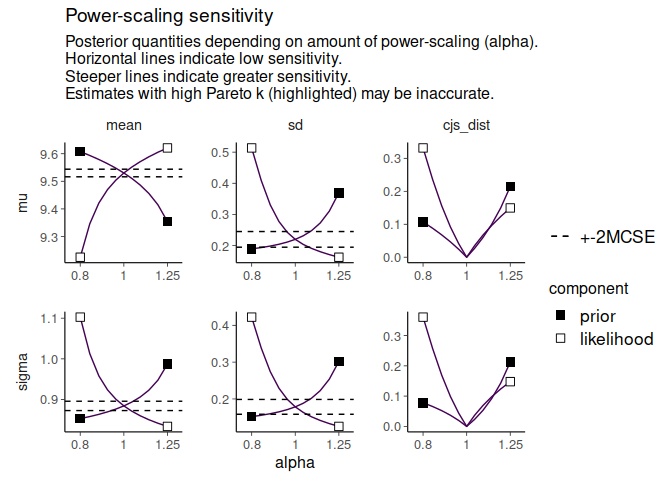 Power-scaling sensitivity
Posterior quantities depending on amount of power-scaling (alpha).
Horizontal lines indicate low sensitivity.
Steeper lines indicate greater sensitivity.
Estimates with high Pareto k (highlighted) may be inaccurate.
mean sd cjs_dist
mu
9.6
9.5
9.4
9.3
0.8 1 1.25
0.5
0.4
0.3
0.2
0.8 1 1.25
0.3
0.2
0.1
0.0
0.8 1 1.25
sigma
1.1
1.0
0.9
0.8 1 1.25
0.4
0.3
0.2
0.8 1 1.25
0.3
0.2
0.1
0.0
0.8 1 1.25
alpha
+-2MCSE
component
prior
likelihood